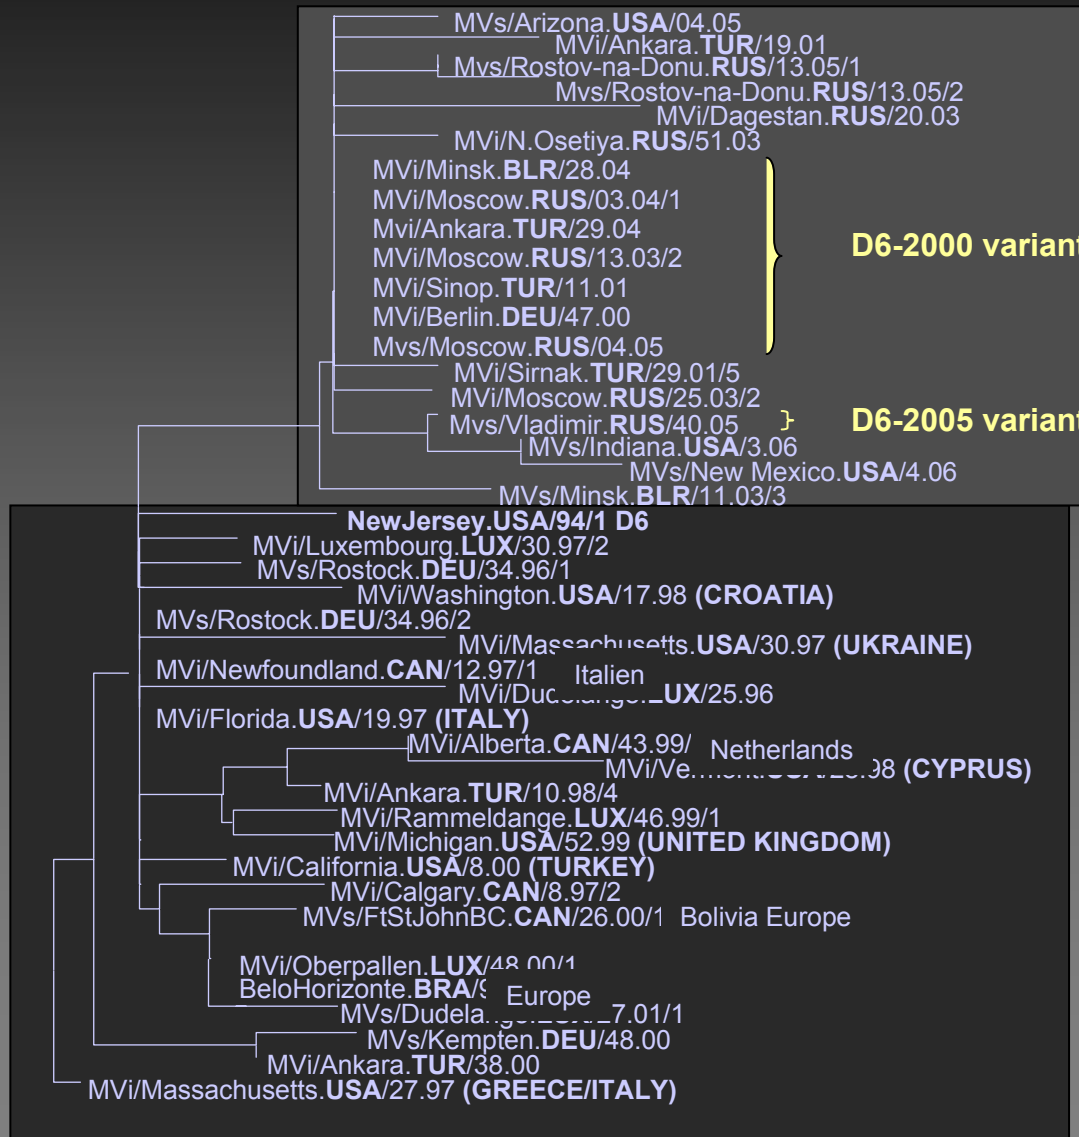 MVs/Arizona.USA/04.05
MVi/Ankara.TUR/19.01
Mvs/Rostov-na-Donu.RUS/13.05/1
Mvs/Rostov-na-Donu.RUS/13.05/2
MVi/Dagestan.RUS/20.03
MVi/N.Osetiya.RUS/51.03
MVi/Minsk.BLR/28.04
MVi/Moscow.RUS/03.04/1
Mvi/Ankara.TUR/29.04
MVi/Moscow.RUS/13.03/2
D6-2000 variant
MVi/Sinop.TUR/11.01
MVi/Berlin.DEU/47.00
Mvs/Moscow.RUS/04.05
MVi/Sirnak.TUR/29.01/5
MVi/Moscow.RUS/25.03/2
Mvs/Vladimir.RUS/40.05 } D6-2005 variant
MVs/Indiana.USA/3.06
MVs/New Mexico.USA/4.06
MVs/Minsk.BLR/11.03/3
NewJersey.USA/94/1 D6
MVi/Luxembourg.LUX/30.97/2
MVs/Rostock.DEU/34.96/1
MVi/Washington.USA/17.98 (CROATIA)
MVs/Rostock.DEU/34.96/2
MVi/Massachusetts.USA/30.97 (UKRAINE)
MVi/Newfoundland.CAN/12.97/1 Italien
MVi/Dudelange.LUX/25.96
MVi/Florida.USA/19.97 (ITALY)
MVi/Alberta.CAN/43.99/ Netherlands
MVi/Vermont.USA/ .98 (CYPRUS)
MVi/Ankara.TUR/10.98/4
MVi/Rammeldange.LUX/46.99/1
MVi/Michigan.USA/52.99 (UNITED KINGDOM)
MVi/California.USA/8.00 (TURKEY)
MVi/Calgary.CAN/8.97/2
MVs/FtStJohnBC.CAN/26.00/1 Bolivia Europe
MVi/Oberpallen.LUX/48.00/1
BeloHorizonte.BRA/9 Europe
MVs/Dudelange.LUX/27.01/1
MVs/Kempten.DEU/48.00
MVi/Ankara.TUR/38.00
MVi/Massachusetts.USA/27.97 (GREECE/ITALY)